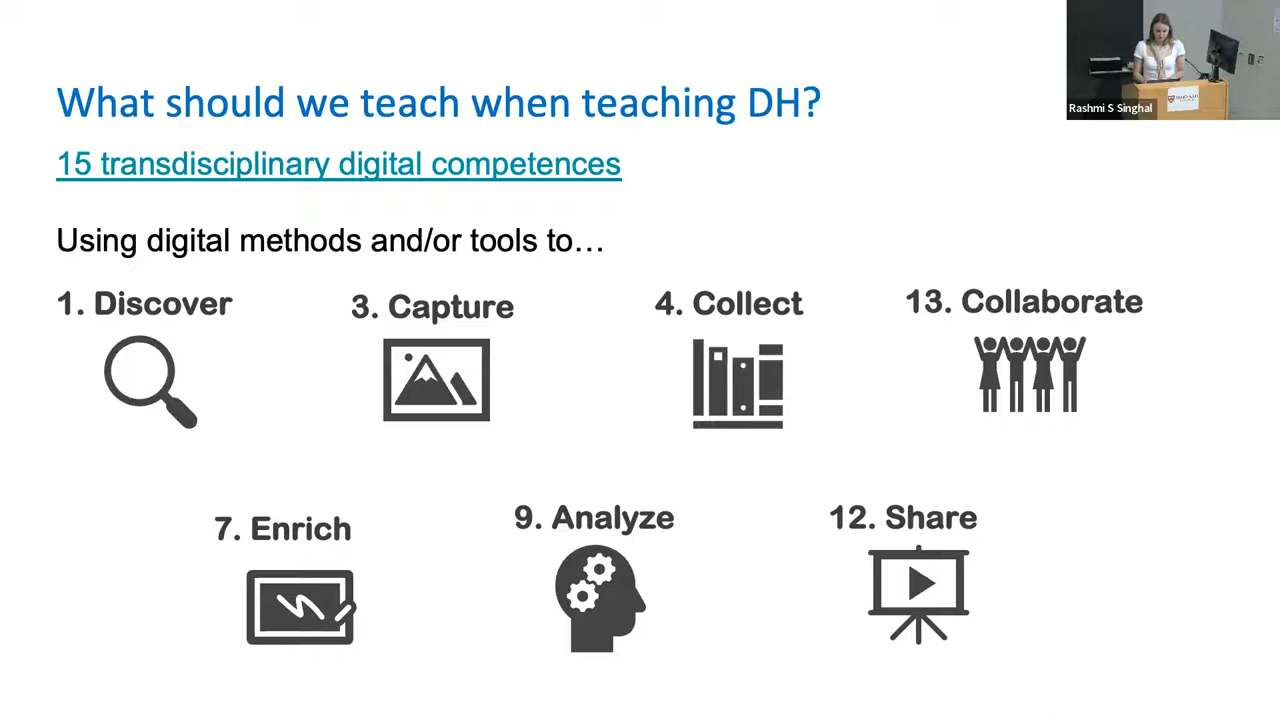 What should we teach when teaching DH?
15 transdisciplinary digital competences
Using digital methods and/or tools to…
1. Discover
3. Capture
4. Collect
13. Collaborate
7. Enrich
9. Analyze
12. Share
Rashmi S Singhal